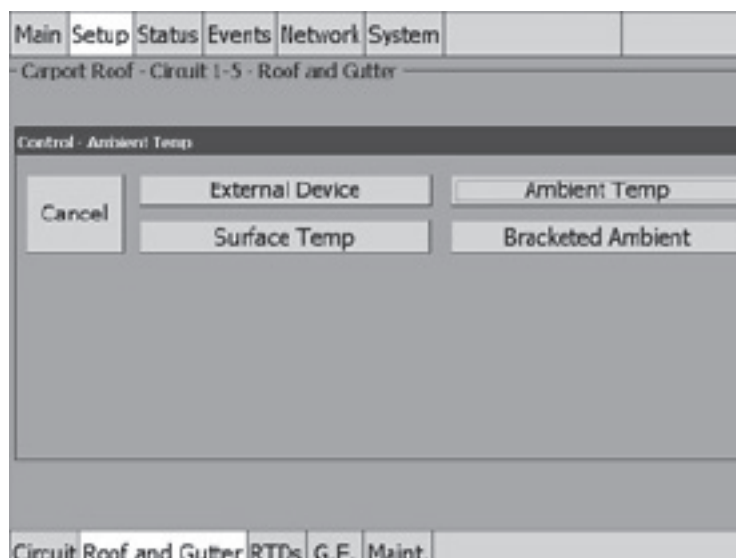 Main Setup Status Events Network System
Carport Roof - Circuit 1-5 - Roof and Gutter
Control - Ambient Temp
External Device Ambient Temp
Cancel
Surface Temp Bracketed Ambient
Circuit Roof and Gutter RTDs G.F. Maint.